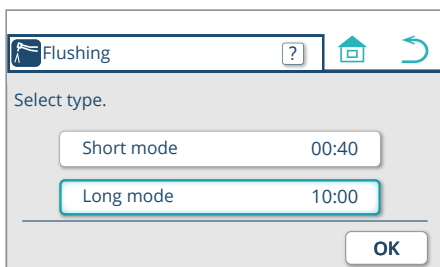 Flushing ?
Select type.
Short mode 00:40
Long mode 10:00
OK